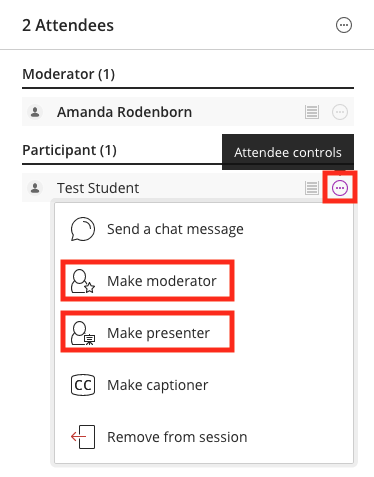 2 Attendees
Moderator (1)
Amanda Rodenborn
Participant (1)
Attendee controls
Test Student
Send a chat message
Make moderator
Make presenter
CC Make captioner
Remove from session